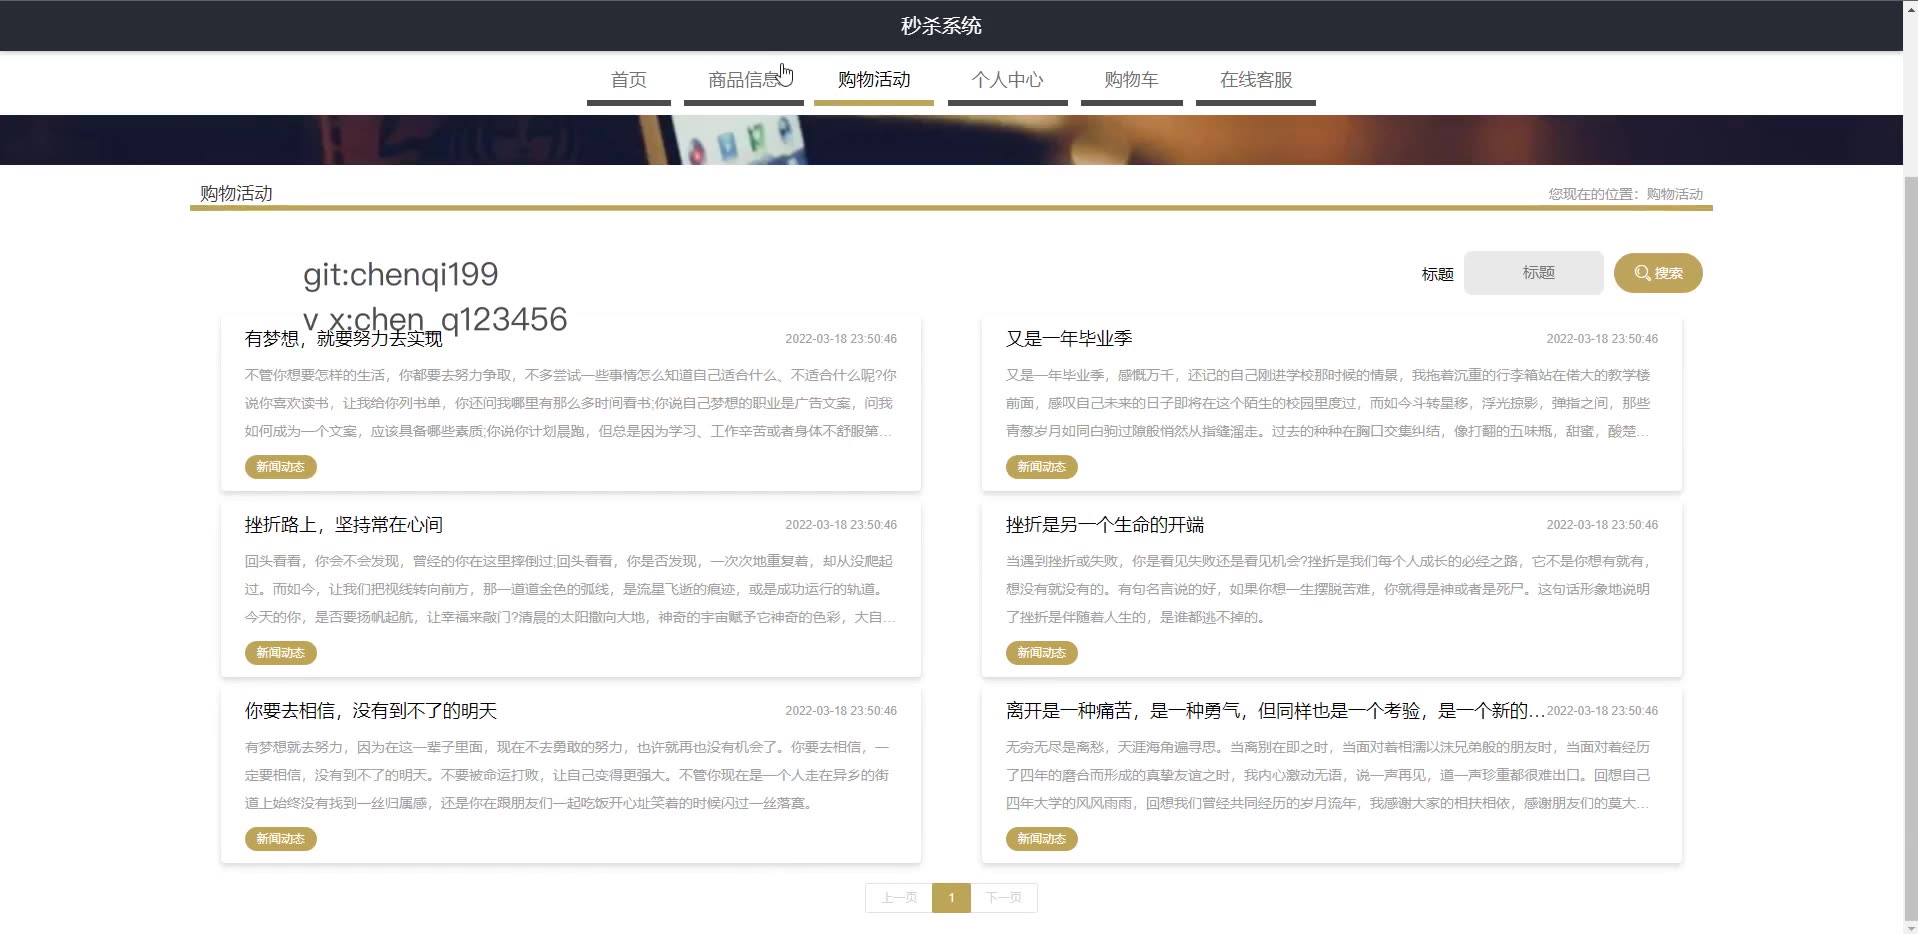 秒杀系统
首页
商品信息
购物活动
个人中心
购物车
在线客服
购物活动
您现在的位置：购物活动
git:chenqi199
v_x:chen_q123456
标题
标题
搜索
有梦想，就要努力去实现
2022-03-18 23:50:46
不管你想要怎样的生活，你都要去努力争取，不多尝试一些事情怎么知道自己适合什么、不适合什么呢?你
说你喜欢读书，让我给你列书单，你还问我哪里有那么多时间看书;你说自己梦想的职业是广告文案，问我
如何成为一个文案，应该具备哪些素质;你说你计划晨跑，但总是因为学习、工作辛苦或者身体不舒服第…
新闻动态
又是一年毕业季
2022-03-18 23:50:46
又是一年毕业季，感慨万千，还记的自己刚进学校那时候的情景，我拖着沉重的行李箱站在偌大的教学楼
前面，感叹自己未来的日子即将在这个陌生的校园里度过，而如今斗转星移，浮光掠影，弹指之间，那些
青葱岁月如同白驹过隙般悄然从指缝溜走。过去的种种在胸口交集纠结，像打翻的五味瓶，甜蜜，酸楚…
新闻动态
挫折路上，坚持常在心间
2022-03-18 23:50:46
回头看看，你会不会发现，曾经的你在这里摔倒过;回头看看，你是否发现，一次次地重复着，却从没爬起
过。而如今，让我们把视线转向前方，那一道道金色的弧线，是流星飞逝的痕迹，或是成功运行的轨道。
今天的你，是否要扬帆起航，让幸福来敲门?清晨的太阳撒向大地，神奇的宇宙赋予它神奇的色彩，大自…
新闻动态
挫折是另一个生命的开端
2022-03-18 23:50:46
当遇到挫折或失败，你是看见失败还是看见机会?挫折是我们每个人成长的必经之路，它不是你想有就有，
想没有就没有的。有句名言说的好，如果你想一生摆脱苦难，你就得是神或者是死尸。这句话形象地说明
了挫折是伴随着人生的，是谁都逃不掉的。
新闻动态
你要去相信，没有到不了的明天
2022-03-18 23:50:46
有梦想就去努力，因为在这一辈子里面，现在不去勇敢的努力，也许就再也没有机会了。你要去相信，一
定要相信，没有到不了的明天。不要被命运打败，让自己变得更强大。不管你现在是一个人走在异乡的街
道上始终没有找到一丝归属感，还是你在跟朋友们一起吃饭开心址笑着的时候闪过一丝落寞。
新闻动态
离开是一种痛苦，是一种勇气，但同样也是一个考验，是一个新的…
2022-03-18 23:50:46
无穷无尽是离愁，天涯海角遍寻思。当离别在即之时，当面对着相濡以沫兄弟般的朋友时，当面对着经历
了四年的磨合而形成的真挚友谊之时，我内心激动无语，说一声再见，道一声珍重都很难出口。回想自己
四年大学的风风雨雨，回想我们曾经共同经历的岁月流年，我感谢大家的相扶相依，感谢朋友们的莫大…
新闻动态
上一页
1
下一页